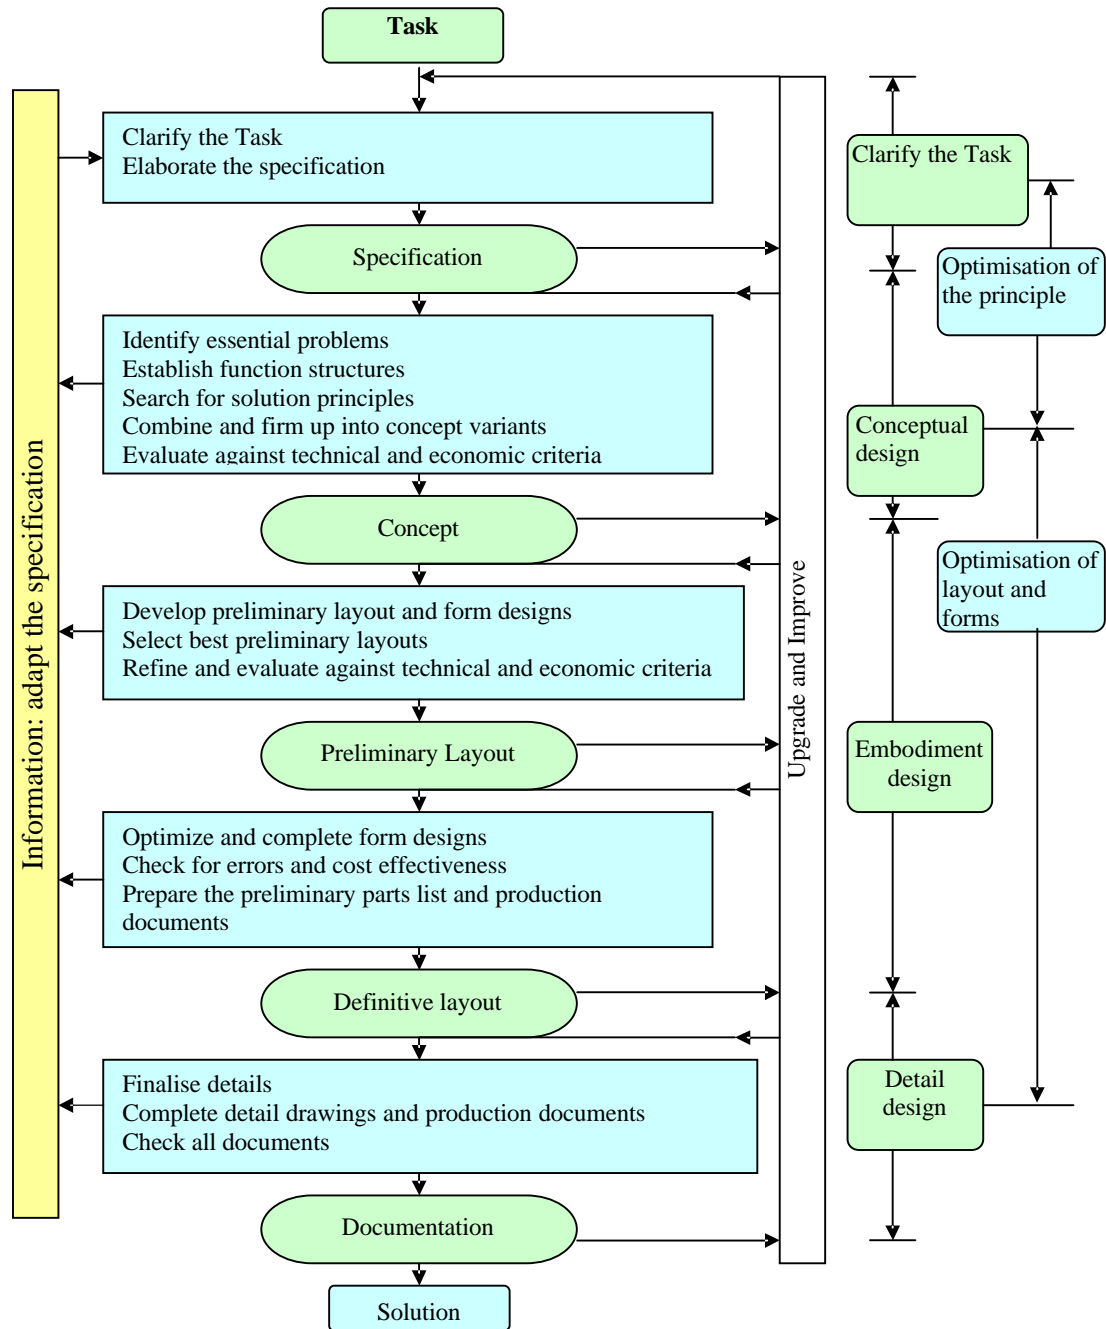 Task
Clarify the Task
Elaborate the specification
Specification
Identify essential problems
Establish function structures
Search for solution principles
Combine and firm up into concept variants
Evaluate against technical and economic criteria
Concept
Develop preliminary layout and form designs
Select best preliminary layouts
Refine and evaluate against technical and economic criteria
Preliminary Layout
Optimize and complete form designs
Check for errors and cost effectiveness
Prepare the preliminary parts list and production
documents
Definitive layout
Finalise details
Complete detail drawings and production documents
Check all documents
Documentation
Solution
Information: adapt the specification
Upgrade and Improve
Clarify the Task
Optimisation of
the principle
Conceptual
design
Optimisation of
layout and
forms
Embodiment
design
Detail
design